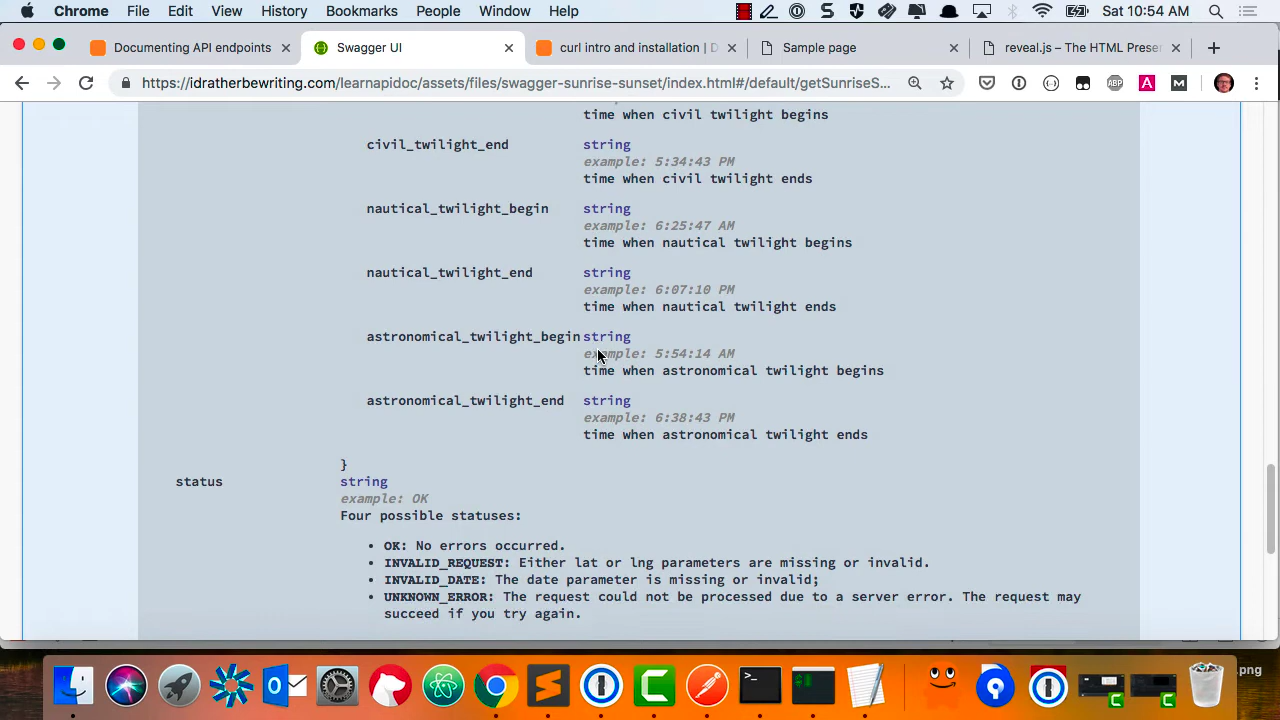 Chrome File Edit View History Bookmarks People Window Help Sat 10:54 AM
Documenting API endpoints Swagger UI curl intro and installation | D Sample page reveal.js – The HTML Prese
https://idratherbewriting.com/learnapidoc/assets/files/swagger-sunrise-sunset/index.html#/default/getSunriseS... ABP A M
time when civil twilight begins
civil_twilight_end string
example: 5:34:43 PM
time when civil twilight ends
nautical_twilight_begin string
example: 6:25:47 AM
time when nautical twilight begins
nautical_twilight_end string
example: 6:07:10 PM
time when nautical twilight ends
astronomical_twilight_begin string
example: 5:54:14 AM
time when astronomical twilight begins
astronomical_twilight_end string
example: 6:38:43 PM
time when astronomical twilight ends
}
status string
example: OK
Four possible statuses:
• OK: No errors occurred.
• INVALID_REQUEST: Either lat or lng parameters are missing or invalid.
• INVALID_DATE: The date parameter is missing or invalid;
• UNKNOWN_ERROR: The request could not be processed due to a server error. The request may
succeed if you try again.
.png